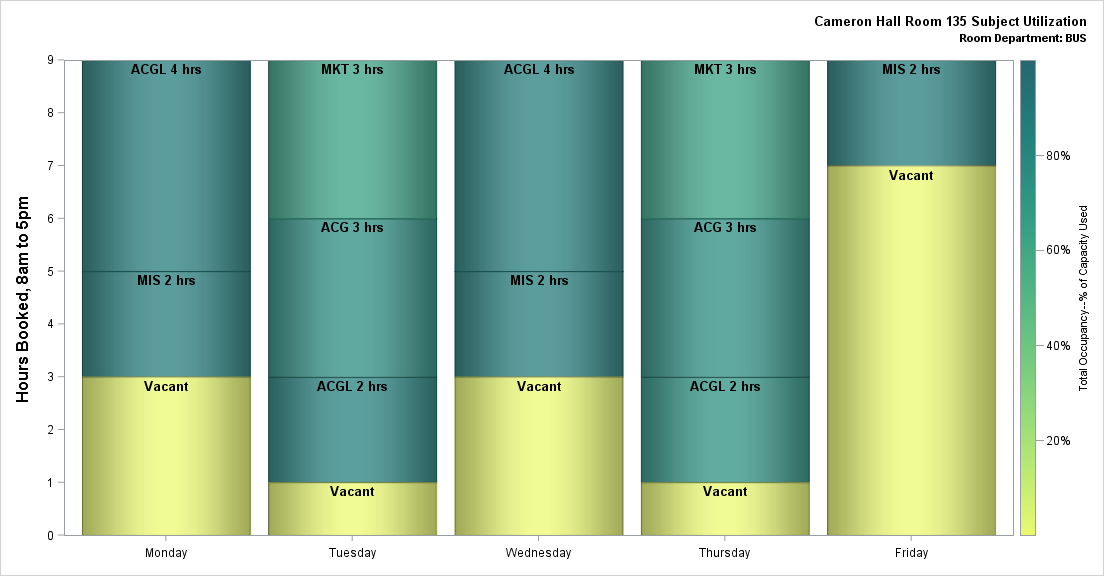 Cameron Hall Room 135 Subject Utilization
Room Department: BUS
Hours Booked, 8am to 5pm
9
8
7
6
5
4
3
2
1
0
ACGL 4 hrs
MIS 2 hrs
Vacant
MKT 3 hrs
ACG 3 hrs
ACGL 2 hrs
Vacant
ACGL 4 hrs
MIS 2 hrs
Vacant
MKT 3 hrs
ACG 3 hrs
ACGL 2 hrs
Vacant
MIS 2 hrs
Vacant
Monday
Tuesday
Wednesday
Thursday
Friday
80%
60%
40%
20%
Total Occupancy--% of Capacity Used